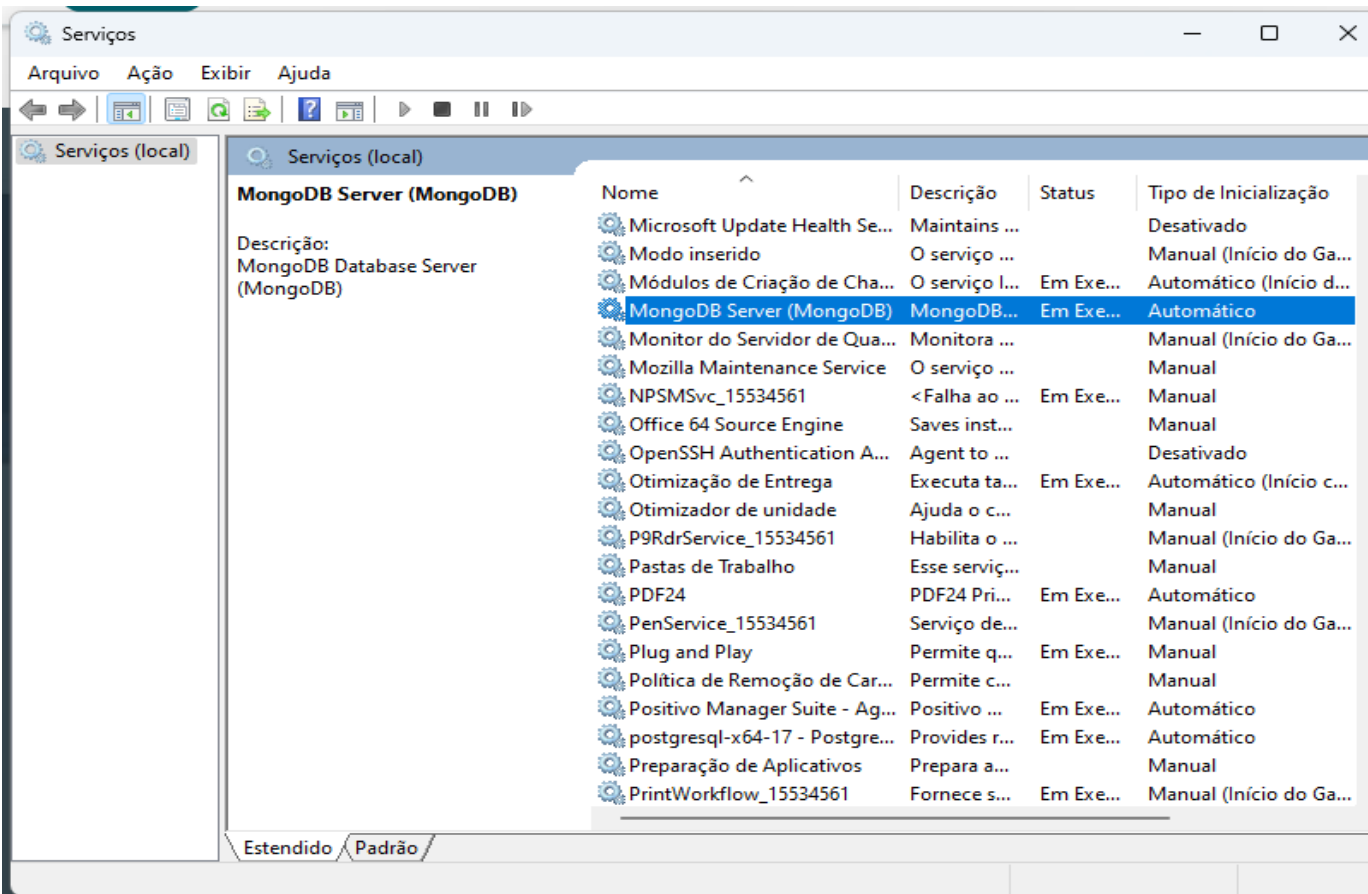 Serviços
Arquivo Ação Exibir Ajuda
Serviços (local)
Serviços (local)
MongoDB Server (MongoDB)
Descrição:
MongoDB Database Server
(MongoDB)
Nome Descrição Status Tipo de Inicialização
Microsoft Update Health Se... Maintains ... Desativado
Modo inserido O serviço ... Manual (Início do Ga...
Módulos de Criação de Cha... O serviço I... Em Exe... Automático (Início d...
MongoDB Server (MongoDB) MongoDB... Em Exe... Automático
Monitor do Servidor de Qua... Monitora ... Manual (Início do Ga...
Mozilla Maintenance Service O serviço ... Manual
NPSMSvc_15534561 <Falha ao ... Em Exe... Manual
Office 64 Source Engine Saves inst... Manual
OpenSSH Authentication A... Agent to ... Desativado
Otimização de Entrega Executa ta... Em Exe... Automático (Início c...
Otimizador de unidade Ajuda o c... Manual
P9RdrService_15534561 Habilita o ... Manual (Início do Ga...
Pastas de Trabalho Esse serviç... Manual
PDF24 PDF24 Pri... Em Exe... Automático
PenService_15534561 Serviço de... Manual (Início do Ga...
Plug and Play Permite q... Em Exe... Manual
Política de Remoção de Car... Permite c... Manual
Positivo Manager Suite - Ag... Positivo ... Em Exe... Automático
postgresql-x64-17 - Postgre... Provides r... Em Exe... Automático
Preparação de Aplicativos Prepara a... Manual
PrintWorkflow_15534561 Fornece s... Em Exe... Manual (Início do Ga...
Estendido Padrão